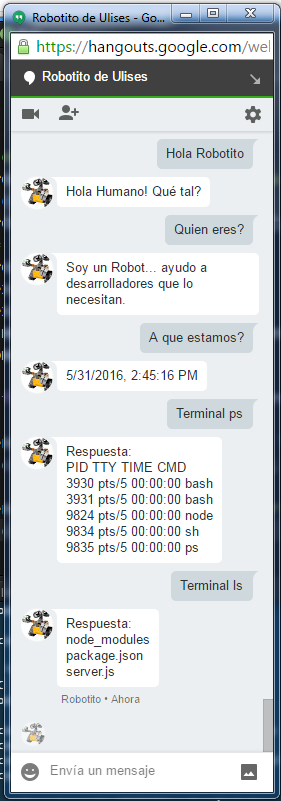 Robotito de Ulises - Go...
https://hangouts.google.com/we
Robotito de Ulises
Hola Robotito
Hola Humano! Qué tal?
Quien eres?
Soy un Robot... ayudo a
desarrolladores que lo
necesitan.
A que estamos?
5/31/2016, 2:45:16 PM
Terminal ps
Respuesta:
PID TTY TIME CMD
3930 pts/5 00:00:00 bash
3931 pts/5 00:00:00 bash
9824 pts/5 00:00:00 node
9834 pts/5 00:00:00 sh
9835 pts/5 00:00:00 ps
Terminal ls
Respuesta:
node_modules
package.json
server.js
Robotito • Ahora
Envía un mensaje